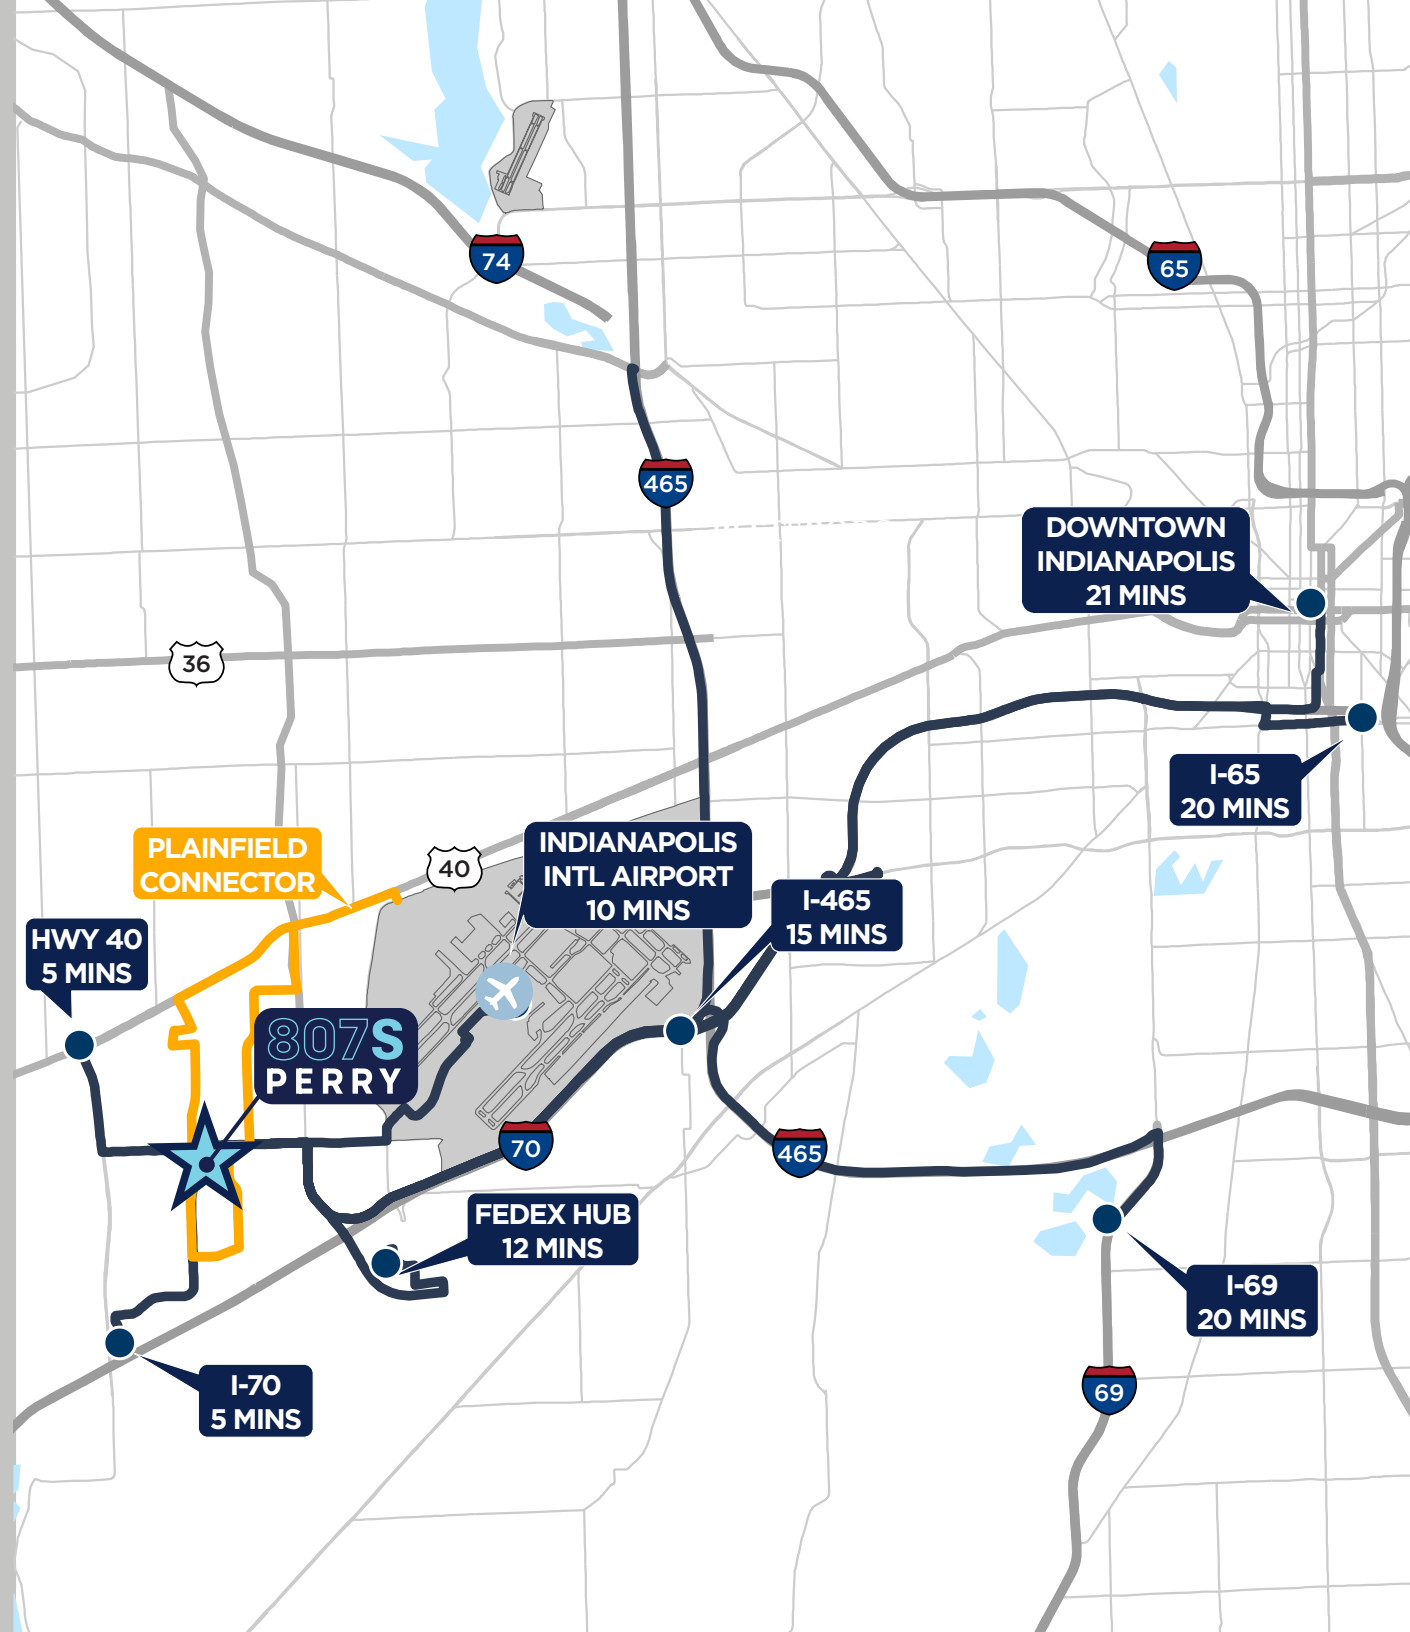 74
65
465
DOWNTOWN
INDIANAPOLIS
21 MINS
36
I-65
20 MINS
PLAINFIELD
CONNECTOR
40
INDIANAPOLIS
INTL AIRPORT
10 MINS
I-465
15 MINS
HWY 40
5 MINS
807S
PERRY
70
465
FEDEX HUB
12 MINS
I-69
20 MINS
I-70
5 MINS
69